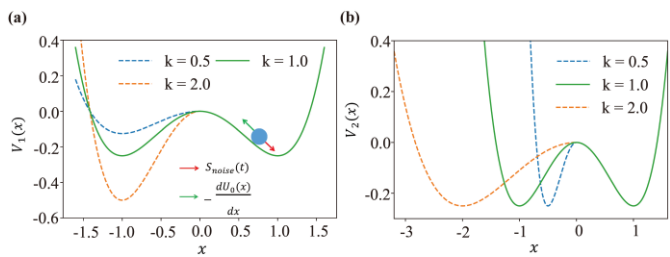 (a)
0.4
0.2
0.0
-0.2
-0.4
-0.6
V₁(x)
k = 0.5
k = 1.0
k = 2.0
S_noise(t)
− dU₀(x)/dx
-1.5 -1.0 -0.5 0.0 0.5 1.0 1.5
x
(b)
0.4
0.2
0.0
-0.2
V₂(x)
k = 0.5
k = 1.0
k = 2.0
-3 -2 -1 0 1
x